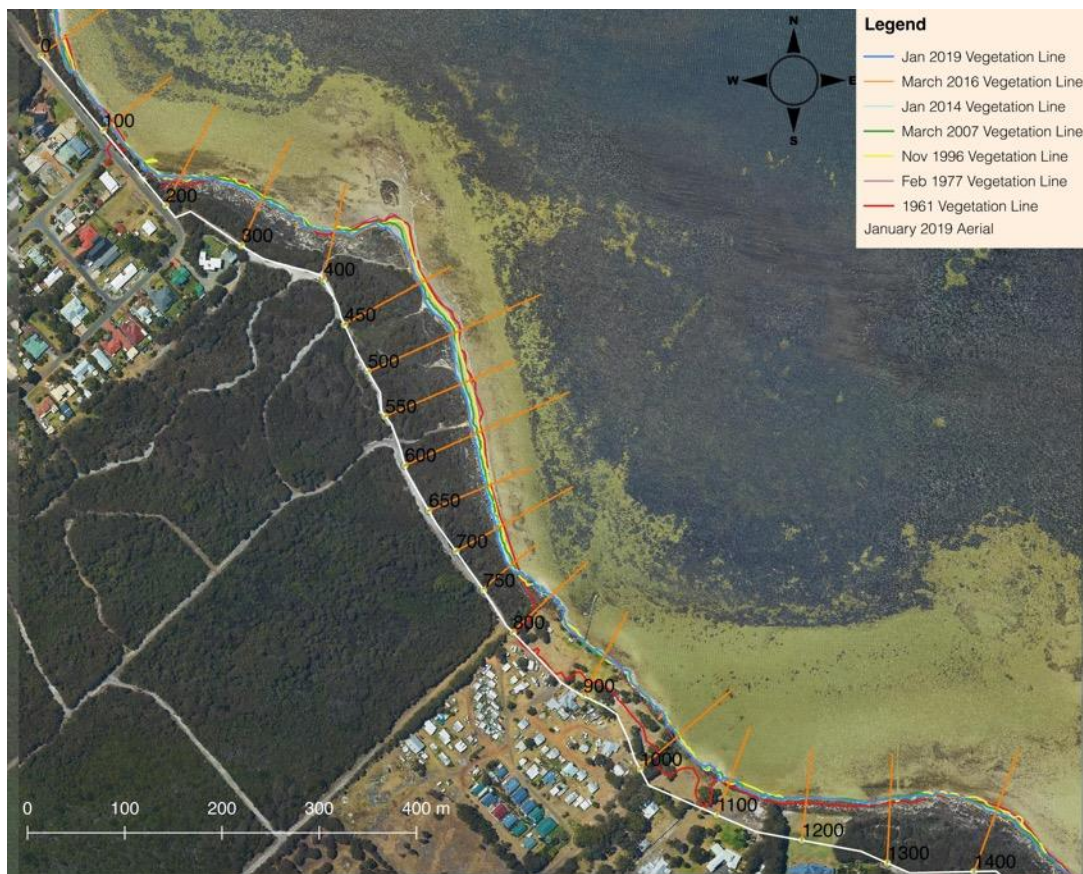 Legend
Jan 2019 Vegetation Line
March 2016 Vegetation Line
Jan 2014 Vegetation Line
March 2007 Vegetation Line
Nov 1996 Vegetation Line
Feb 1977 Vegetation Line
1961 Vegetation Line
January 2019 Aerial
N
W E
S
0
100
200
300
400
450
500
550
600
650
700
750
800
900
1000
1100
1200
1300
1400
0 100 200 300 400 m